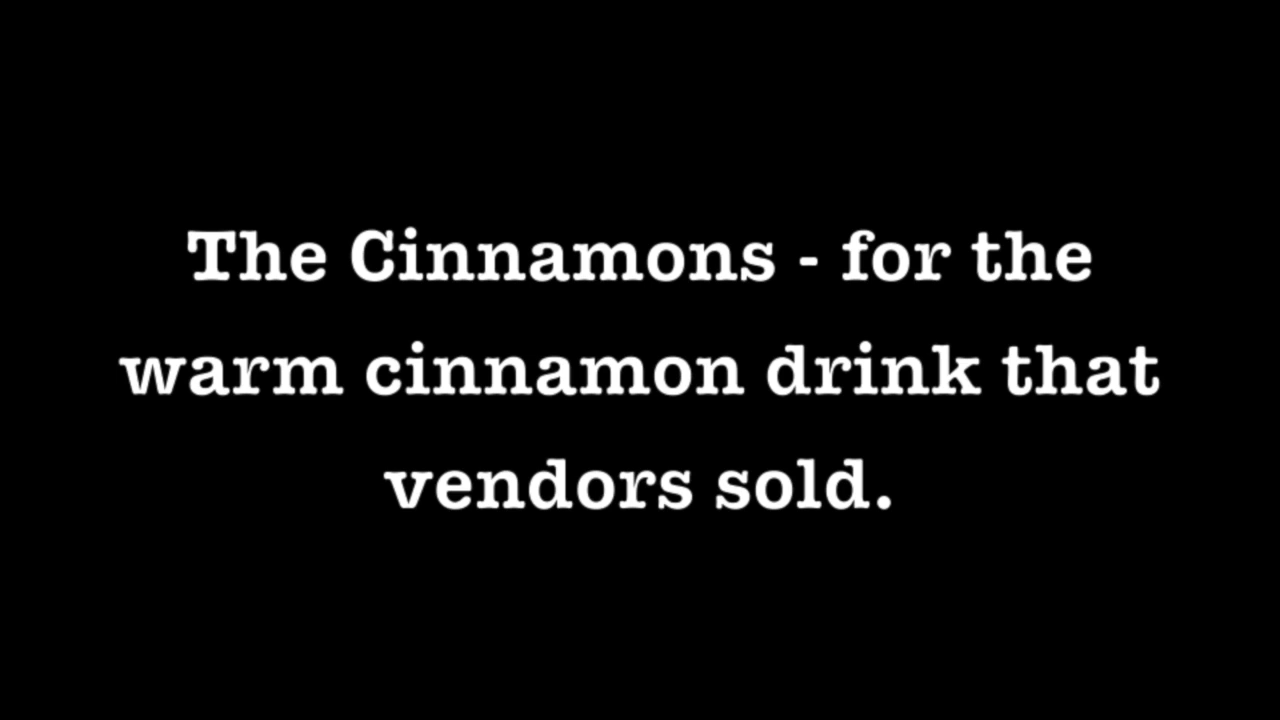 The Cinnamons - for the
warm cinnamon drink that
vendors sold.